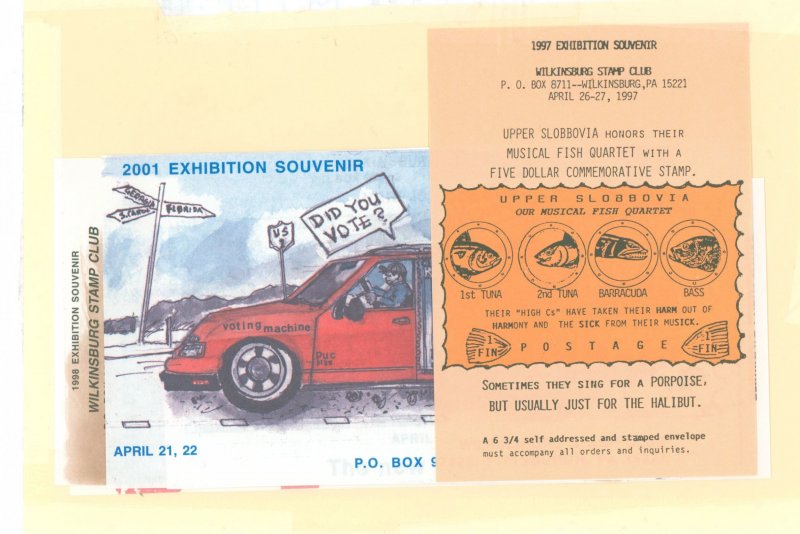 1998 EXHIBITION SOUVENIR
WILKINSBURG STAMP CLUB
2001 EXHIBITION SOUVENIR
GEORGIA
S. CAROL
FLORIDA
US
DID YOU
VOTE?
voting machine
APRIL 21, 22
P.O. BOX 9
1997 EXHIBITION SOUVENIR
WILKINSBURG STAMP CLUB
P. O. BOX 8711--WILKINSBURG,PA 15221
APRIL 26-27, 1997
UPPER SLOBBOVIA HONORS THEIR
MUSICAL FISH QUARTET WITH A
FIVE DOLLAR COMMEMORATIVE STAMP.
UPPER SLOBBOVIA
OUR MUSICAL FISH QUARTET
1st TUNA 2nd TUNA BARRACUDA BASS
THEIR "HIGH Cs" HAVE TAKEN THEIR HARM OUT OF
HARMONY AND THE SICK FROM THEIR MUSICK.
1 FIN POSTAGE 1 FIN
SOMETIMES THEY SING FOR A PORPOISE,
BUT USUALLY JUST FOR THE HALIBUT.
A 6 3/4 self addressed and stamped envelope
must accompany all orders and inquiries.